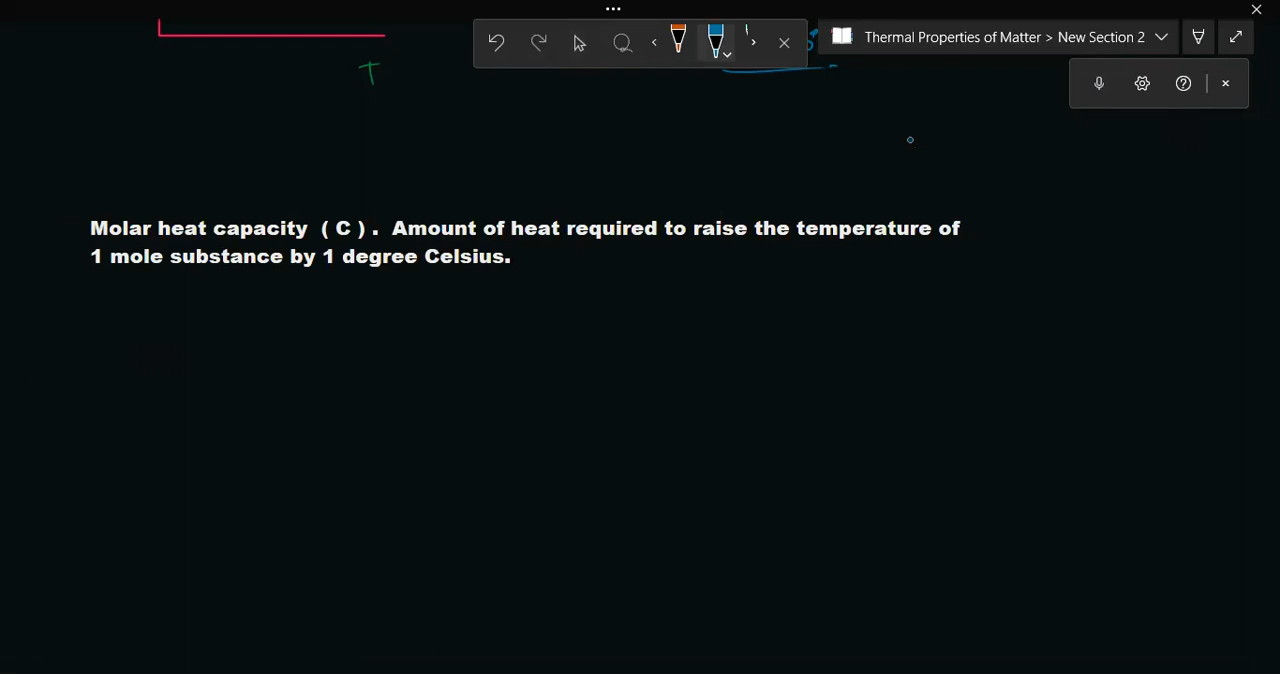 Thermal Properties of Matter > New Section 2
T
Molar heat capacity ( C ) . Amount of heat required to raise the temperature of
1 mole substance by 1 degree Celsius.